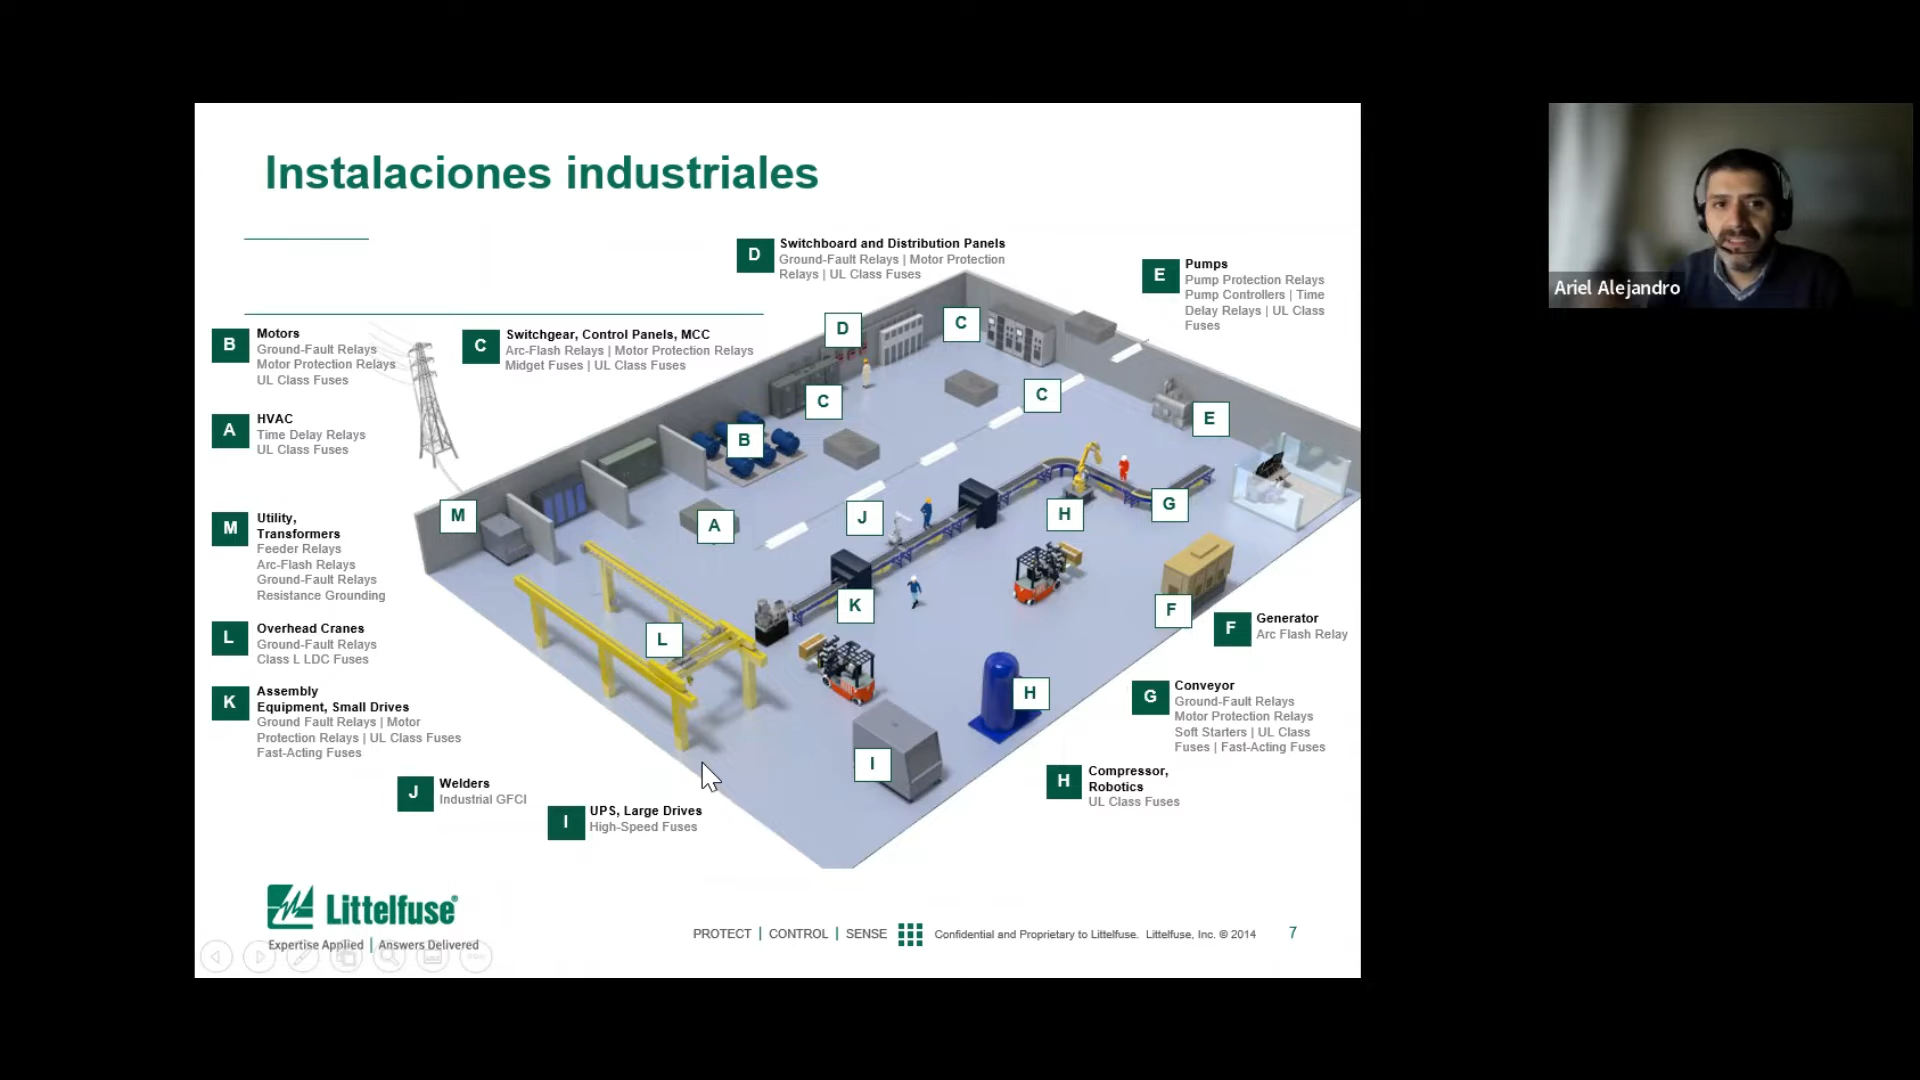 Instalaciones industriales
D
Switchboard and Distribution Panels
Ground-Fault Relays | Motor Protection
Relays | UL Class Fuses
E
Pumps
Pump Protection Relays
Pump Controllers | Time
Delay Relays | UL Class
Fuses
B
Motors
Ground-Fault Relays
Motor Protection Relays
UL Class Fuses
C
Switchgear, Control Panels, MCC
Arc-Flash Relays | Motor Protection Relays
Midget Fuses | UL Class Fuses
A
HVAC
Time Delay Relays
UL Class Fuses
M
Utility,
Transformers
Feeder Relays
Arc-Flash Relays
Ground-Fault Relays
Resistance Grounding
L
Overhead Cranes
Ground-Fault Relays
Class L LDC Fuses
K
Assembly
Equipment, Small Drives
Ground Fault Relays | Motor
Protection Relays | UL Class Fuses
Fast-Acting Fuses
J
Welders
Industrial GFCI
I
UPS, Large Drives
High-Speed Fuses
D
C
C
C
B
E
M
A
J
H
G
K
F
L
H
I
F
Generator
Arc Flash Relay
G
Conveyor
Ground-Fault Relays
Motor Protection Relays
Soft Starters | UL Class
Fuses | Fast-Acting Fuses
H
Compressor,
Robotics
UL Class Fuses
Littelfuse®
Expertise Applied | Answers Delivered
PROTECT | CONTROL | SENSE
Confidential and Proprietary to Littelfuse. Littelfuse, Inc. © 2014
7
Ariel Alejandro